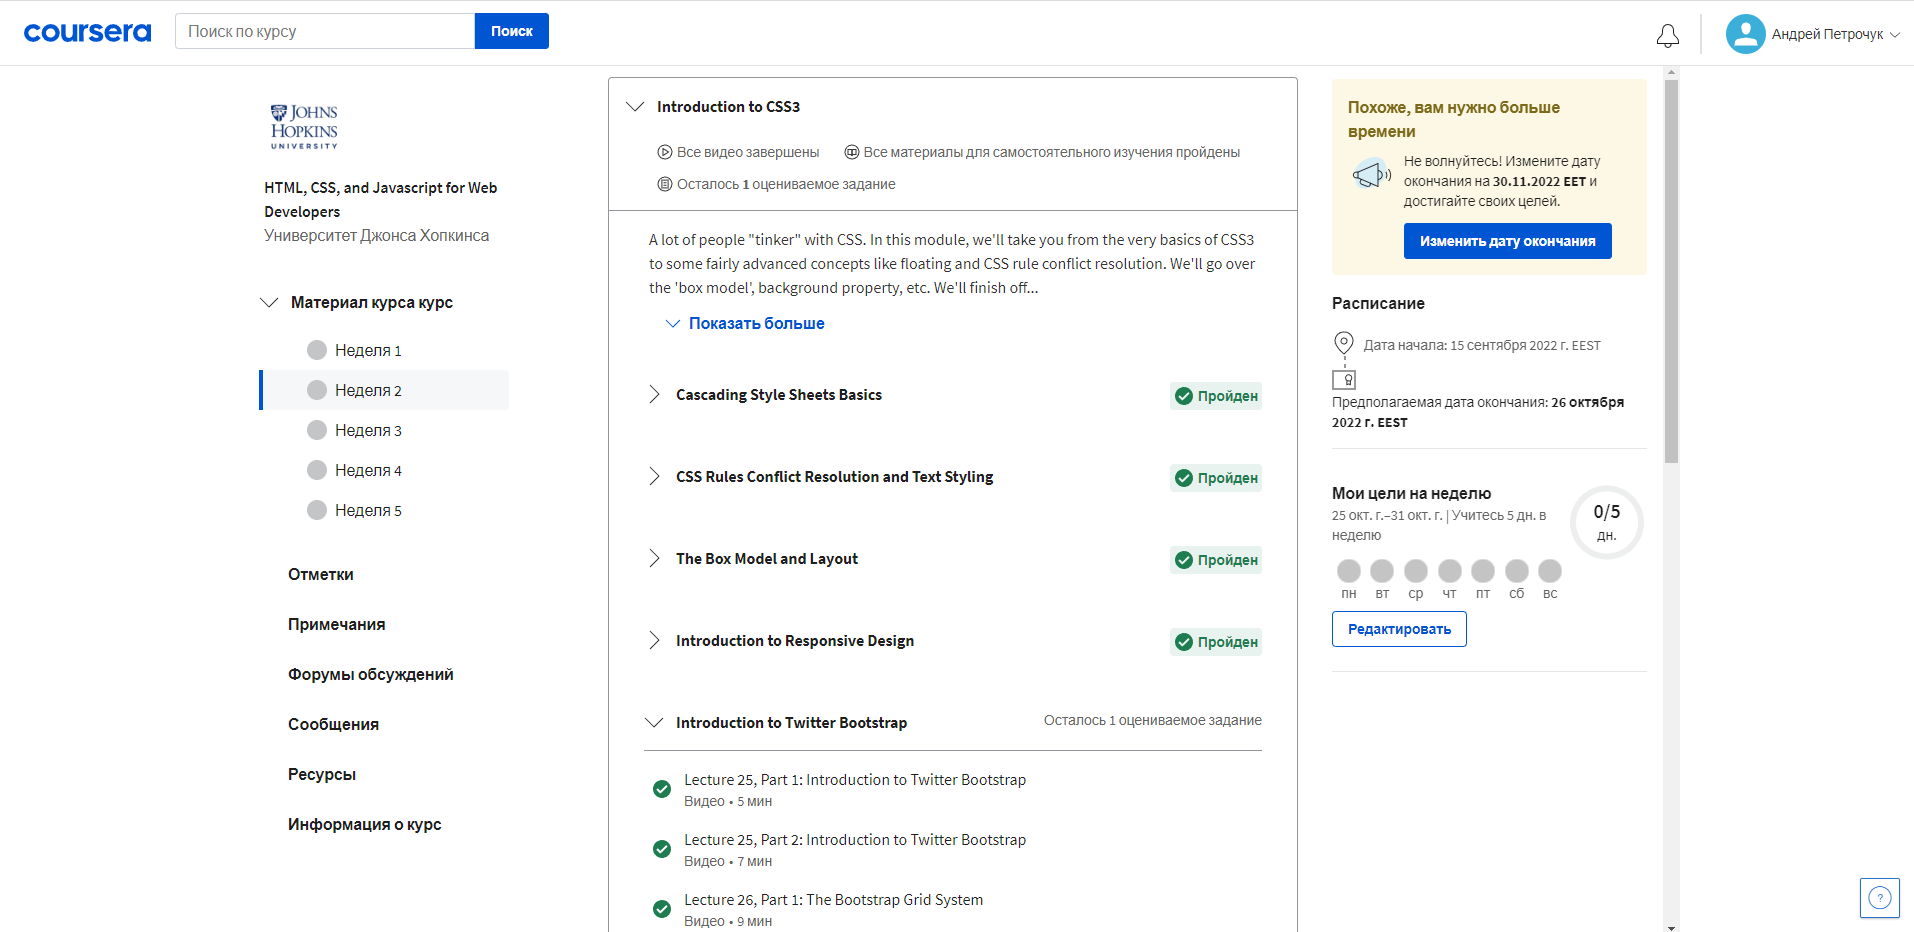 coursera
Поиск по курсу
Поиск
Андрей Петрочук
JOHNS
HOPKINS
UNIVERSITY
HTML, CSS, and Javascript for Web
Developers
Университет Джонса Хопкинса
Материал курса курс
Неделя 1
Неделя 2
Неделя 3
Неделя 4
Неделя 5
Отметки
Примечания
Форумы обсуждений
Сообщения
Ресурсы
Информация о курс
Introduction to CSS3
Все видео завершены
Все материалы для самостоятельного изучения пройдены
Осталось 1 оцениваемое задание
A lot of people "tinker" with CSS. In this module, we'll take you from the very basics of CSS3
to some fairly advanced concepts like floating and CSS rule conflict resolution. We'll go over
the 'box model', background property, etc. We'll finish off...
Показать больше
Cascading Style Sheets Basics
Пройден
CSS Rules Conflict Resolution and Text Styling
Пройден
The Box Model and Layout
Пройден
Introduction to Responsive Design
Пройден
Introduction to Twitter Bootstrap
Осталось 1 оцениваемое задание
Lecture 25, Part 1: Introduction to Twitter Bootstrap
Видео • 5 мин
Lecture 25, Part 2: Introduction to Twitter Bootstrap
Видео • 7 мин
Lecture 26, Part 1: The Bootstrap Grid System
Видео • 9 мин
Похоже, вам нужно больше
времени
Не волнуйтесь! Измените дату
окончания на 30.11.2022 EET и
достигайте своих целей.
Изменить дату окончания
Расписание
Дата начала: 15 сентября 2022 г. EEST
Предполагаемая дата окончания: 26 октября
2022 г. EEST
Мои цели на неделю
25 окт. г.–31 окт. г. | Учитесь 5 дн. в
неделю
0/5
дн.
пн вт ср чт пт сб вс
Редактировать
?